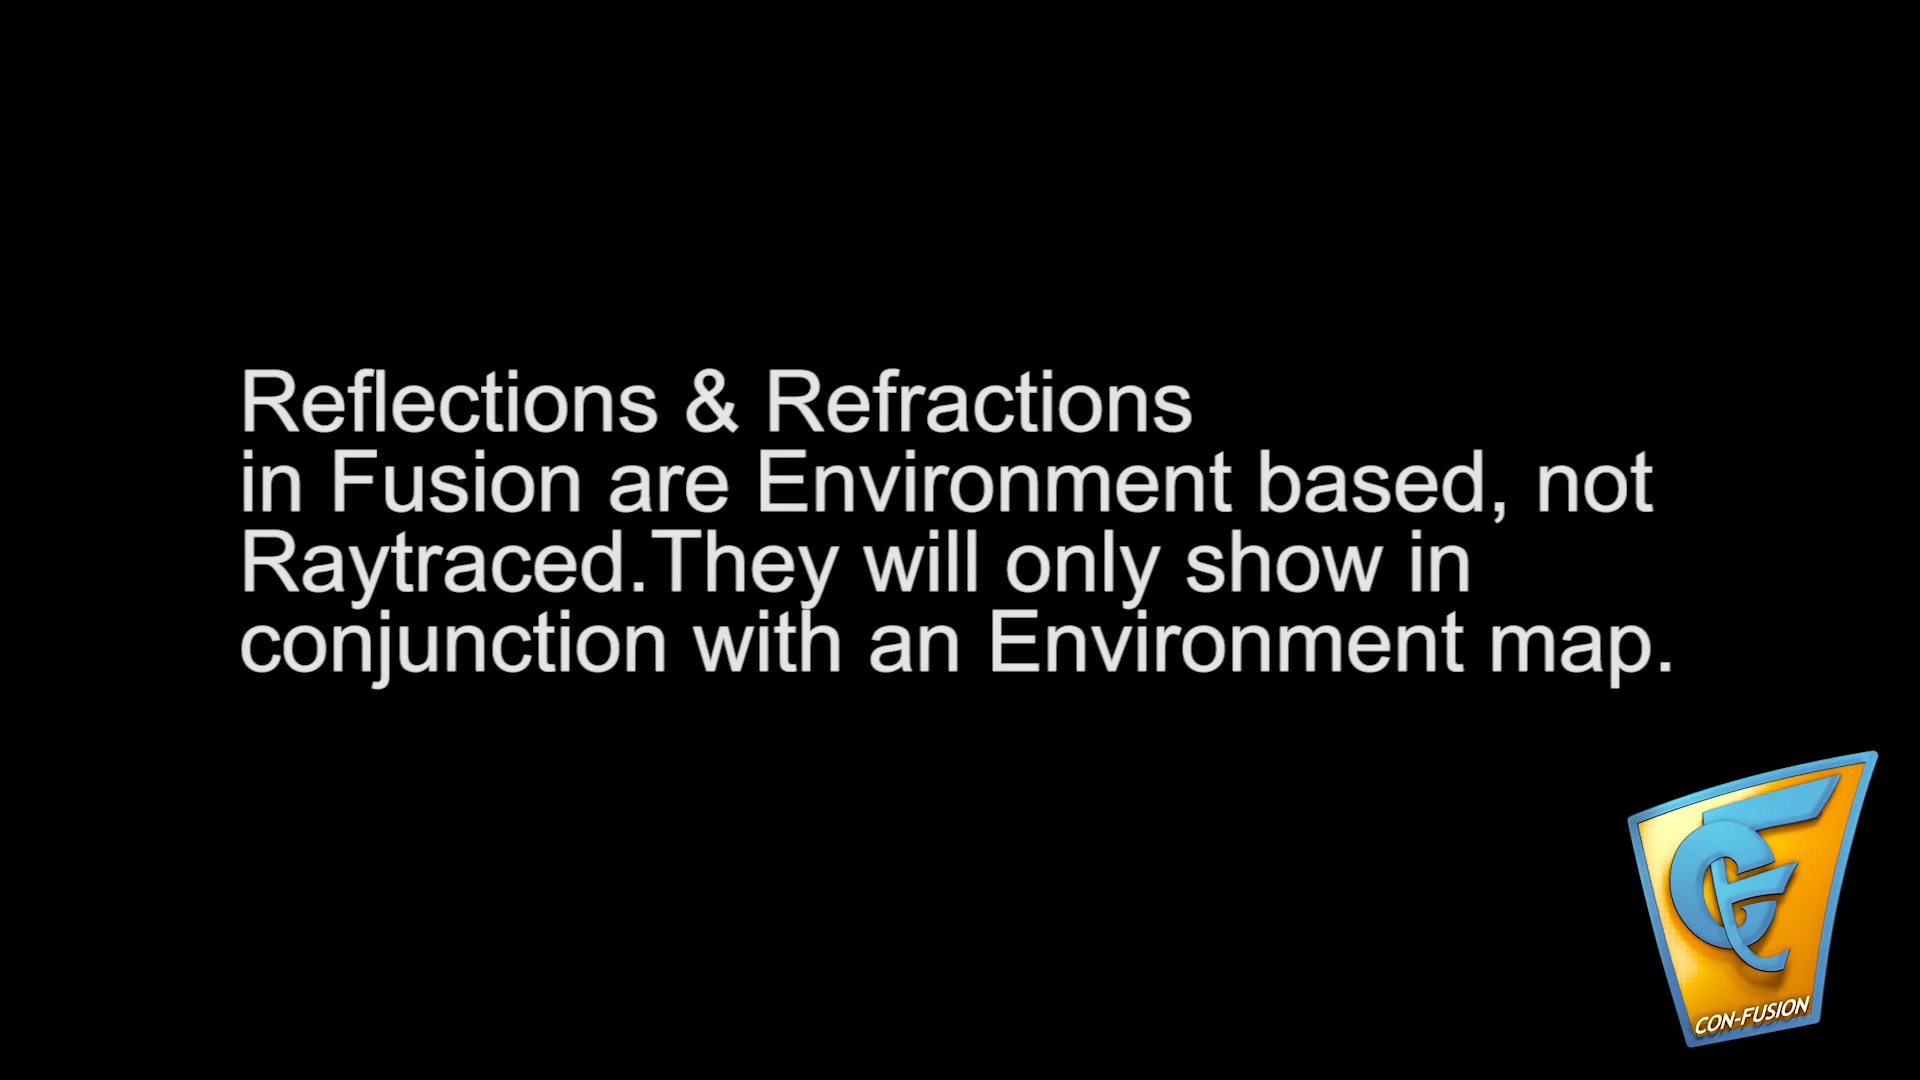 Reflections & Refractions
in Fusion are Environment based, not
Raytraced.They will only show in
conjunction with an Environment map.
CON-FUSION